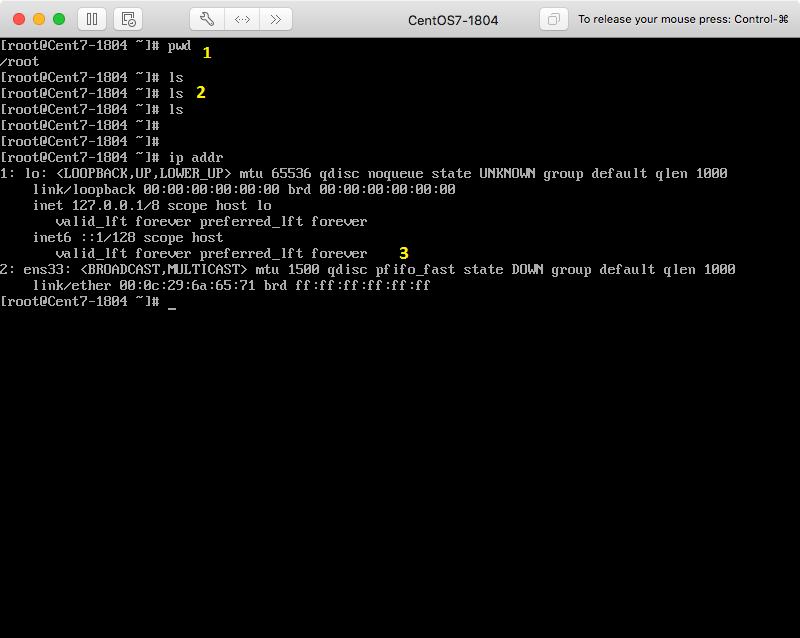 CentOS7-1804
To release your mouse press: Control-⌘
[root@Cent7-1804 ~]# pwd
1
/root
[root@Cent7-1804 ~]# ls
[root@Cent7-1804 ~]# ls 2
[root@Cent7-1804 ~]# ls
[root@Cent7-1804 ~]#
[root@Cent7-1804 ~]#
[root@Cent7-1804 ~]# ip addr
1: lo: <LOOPBACK,UP,LOWER_UP> mtu 65536 qdisc noqueue state UNKNOWN group default qlen 1000
    link/loopback 00:00:00:00:00:00 brd 00:00:00:00:00:00
    inet 127.0.0.1/8 scope host lo
       valid_lft forever preferred_lft forever
    inet6 ::1/128 scope host
       valid_lft forever preferred_lft forever 3
2: ens33: <BROADCAST,MULTICAST> mtu 1500 qdisc pfifo_fast state DOWN group default qlen 1000
    link/ether 00:0c:29:6a:65:71 brd ff:ff:ff:ff:ff:ff
[root@Cent7-1804 ~]# _